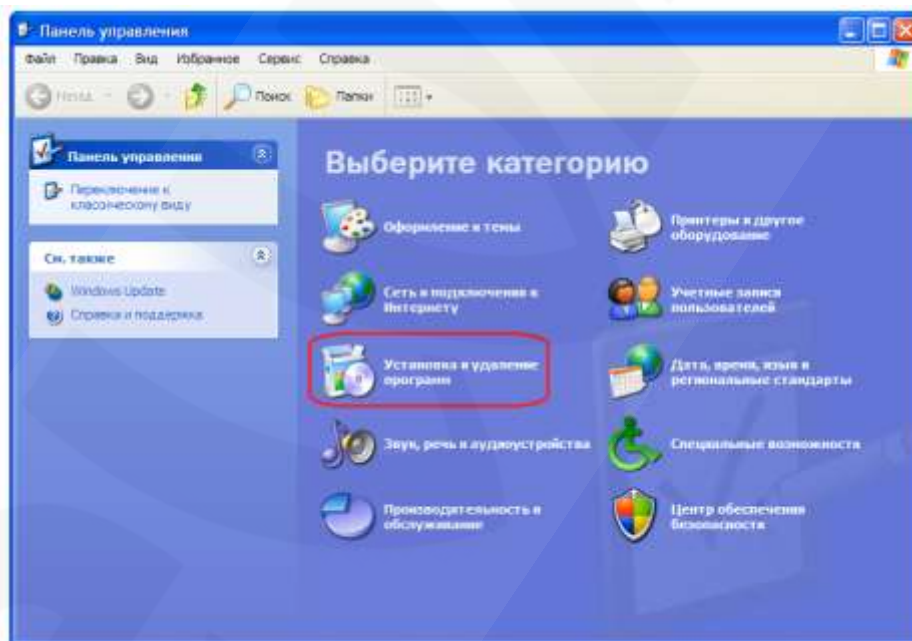 Панель управления
Файл Правка Вид Избранное Сервис Справка
Назад Поиск Папки
Панель управления
Переключение к
классическому виду
См. также
Windows Update
Справка и поддержка
Выберите категорию
Оформление и темы
Принтеры и другое
оборудование
Сеть и подключения к
Интернету
Учетные записи
пользователей
Установка и удаление
программ
Дата, время, язык и
региональные стандарты
Звук, речь и аудиоустройства
Специальные возможности
Производительность и
обслуживание
Центр обеспечения
безопасности